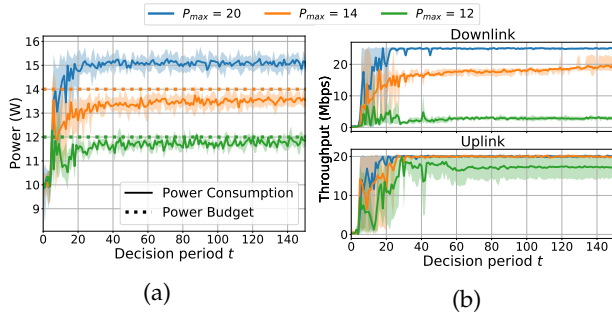 P_max = 20 P_max = 14 P_max = 12
16
15
14
13
12
11
10
9
Power (W)
Power Consumption
Power Budget
0 20 40 60 80 100 120 140
Decision period t
(a)
Downlink
20
10
0
Uplink
20
10
0
Throughput (Mbps)
0 20 40 60 80 100 120 140
Decision period t
(b)